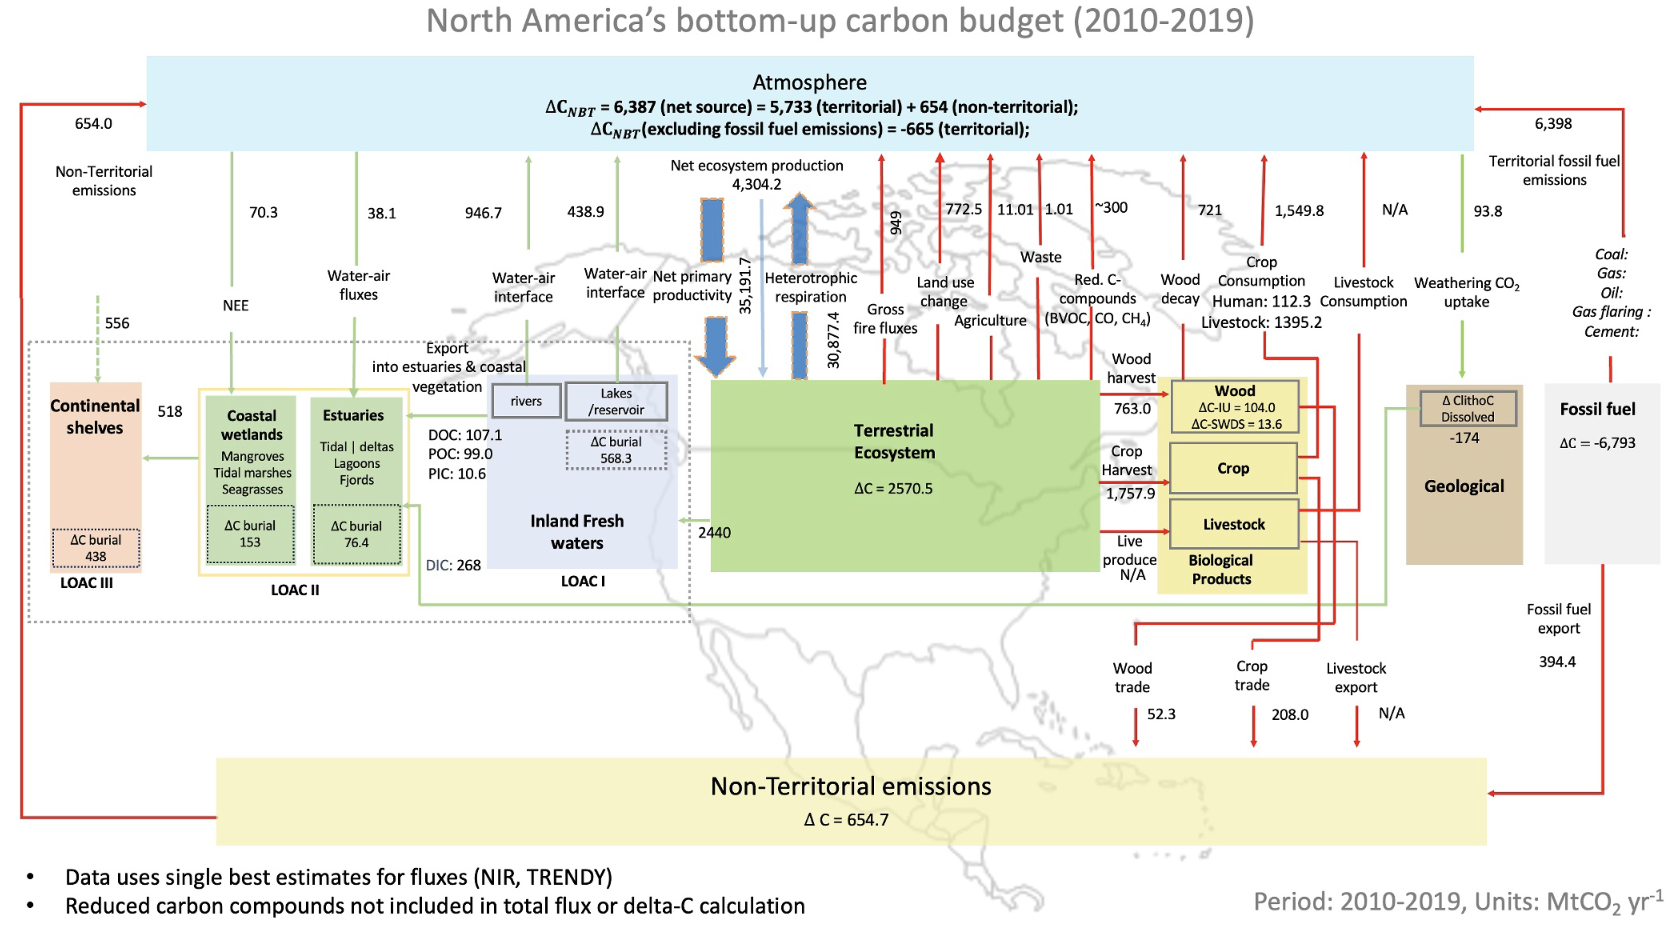 North America's bottom-up carbon budget (2010-2019)
Atmosphere
ΔC_NBT = 6,387 (net source) = 5,733 (territorial) + 654 (non-territorial);
ΔC_NBT(excluding fossil fuel emissions) = -665 (territorial);
654.0
Non-Territorial
emissions
556
Continental
shelves
ΔC burial
438
LOAC III
518
70.3
NEE
Coastal
wetlands
Mangroves
Tidal marshes
Seagrasses
ΔC burial
153
38.1
Water-air
fluxes
Estuaries
Tidal | deltas
Lagoons
Fjords
ΔC burial
76.4
LOAC II
Export
into estuaries & coastal
vegetation
DOC: 107.1
POC: 99.0
PIC: 10.6
DIC: 268
946.7
Water-air
interface
438.9
Water-air
interface
rivers
Lakes
/reservoir
ΔC burial
568.3
Inland Fresh
waters
LOAC I
2440
Net ecosystem production
4,304.2
Net primary
productivity
35,191.7
Heterotrophic
respiration
30,877.4
Terrestrial
Ecosystem
ΔC = 2570.5
949
Gross
fire fluxes
772.5
Land use
change
11.01
Agriculture
1.01
Waste
~300
Red. C-
compounds
(BVOC, CO, CH4)
721
Wood
decay
1,549.8
Crop
Consumption
Human: 112.3
Livestock: 1395.2
N/A
Livestock
Consumption
Wood
harvest
763.0
Crop
Harvest
1,757.9
Live
produce
N/A
Wood
ΔC-IU = 104.0
ΔC-SWDS = 13.6
Crop
Livestock
Biological
Products
93.8
Weathering CO2
uptake
Δ ClithoC
Dissolved
-174
Geological
6,398
Territorial fossil fuel
emissions
Coal:
Gas:
Oil:
Gas flaring :
Cement:
Fossil fuel
ΔC = -6,793
Fossil fuel
export
394.4
Wood
trade
52.3
Crop
trade
208.0
Livestock
export
N/A
Non-Territorial emissions
Δ C = 654.7
• Data uses single best estimates for fluxes (NIR, TRENDY)
• Reduced carbon compounds not included in total flux or delta-C calculation
Period: 2010-2019, Units: MtCO2 yr-1